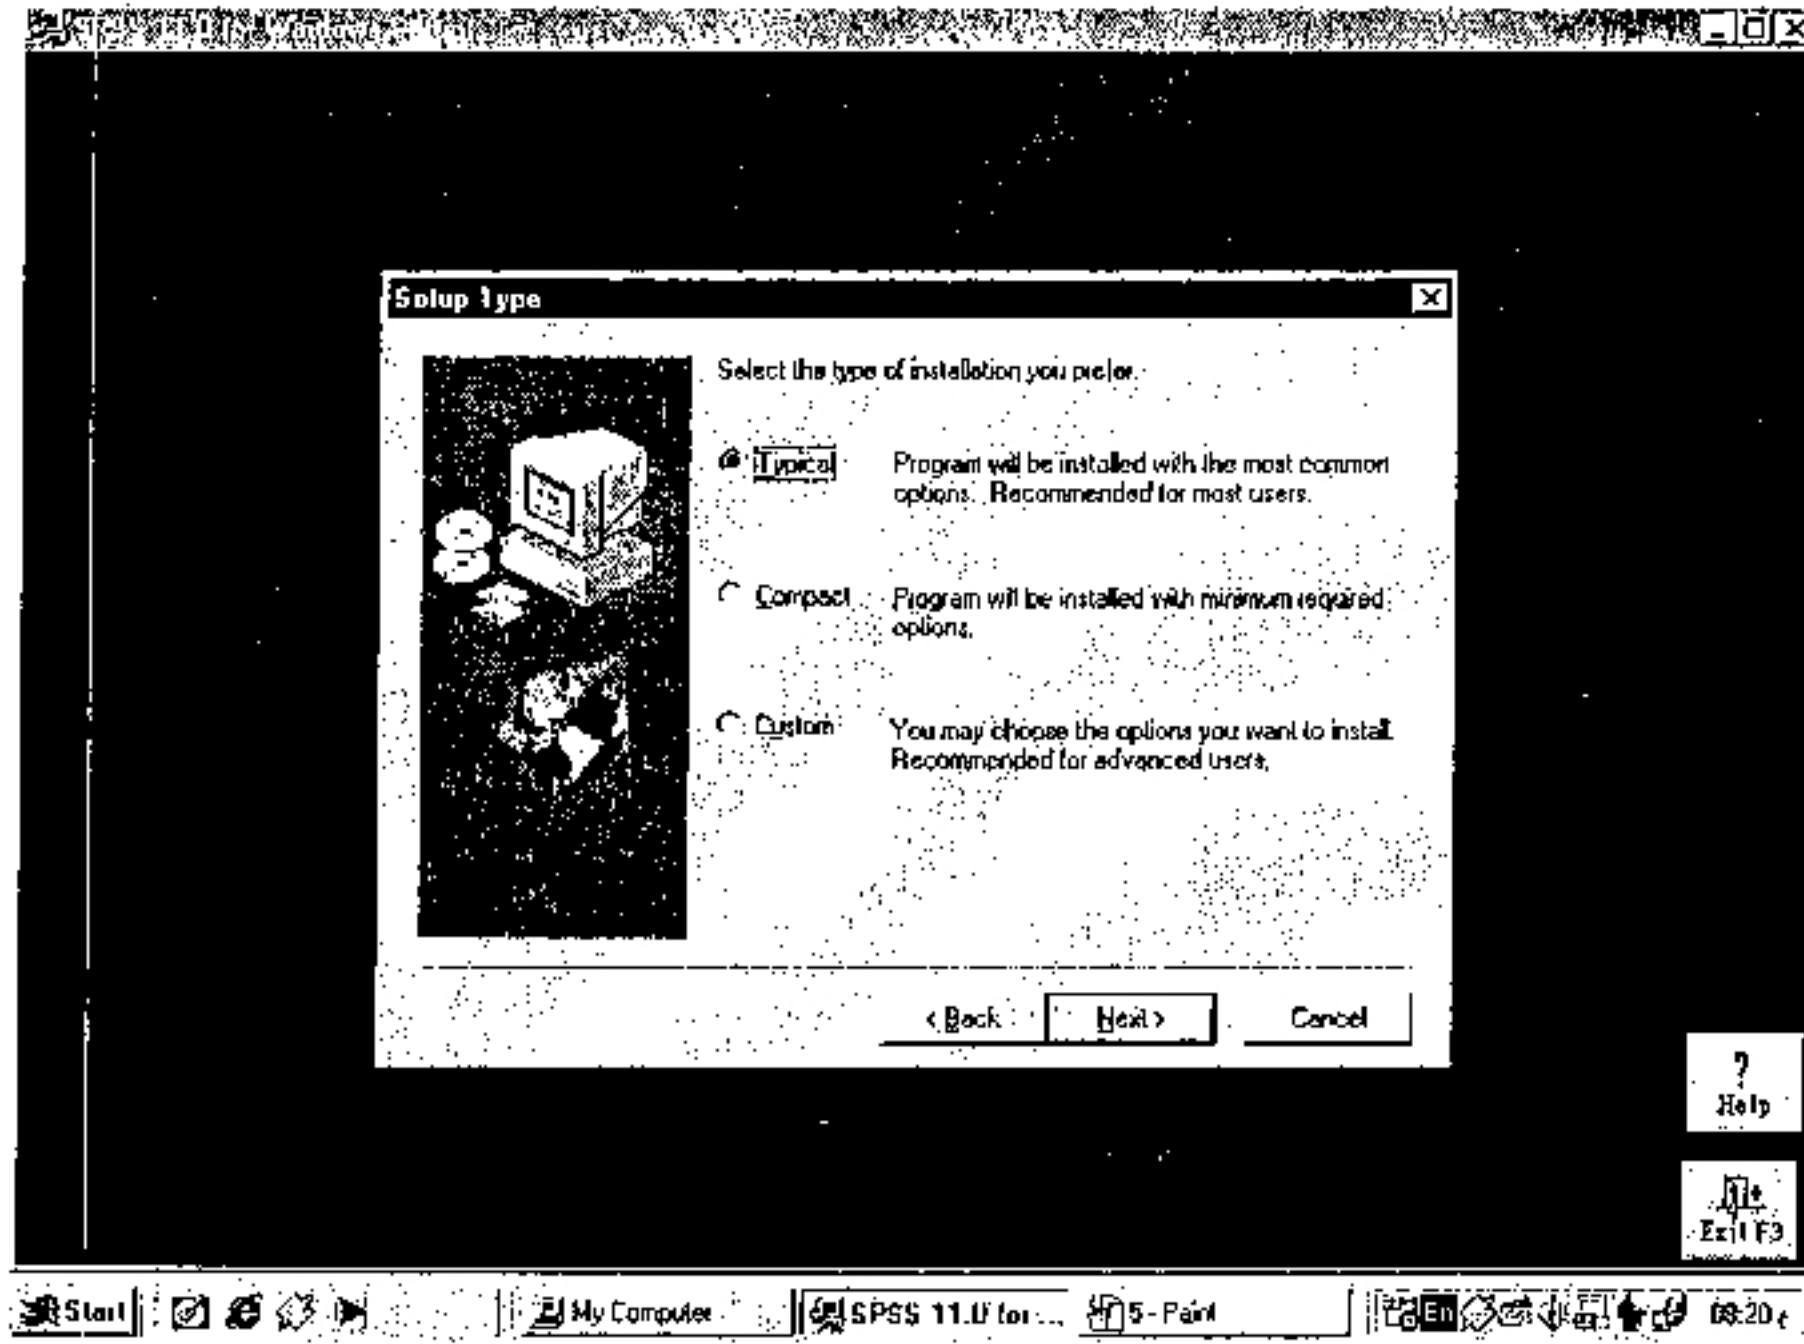 Setup Type
Select the type of installation you prefer.
Typical
Program will be installed with the most common
options. Recommended for most users.
Compact
Program will be installed with minimum required
options.
Custom
You may choose the options you want to install.
Recommended for advanced users.
< Back
Next >
Cancel
?
Help
Exit F3
Start
My Computer
SPSS 11.0 for ...
5 - Paint
En
08:20 ع